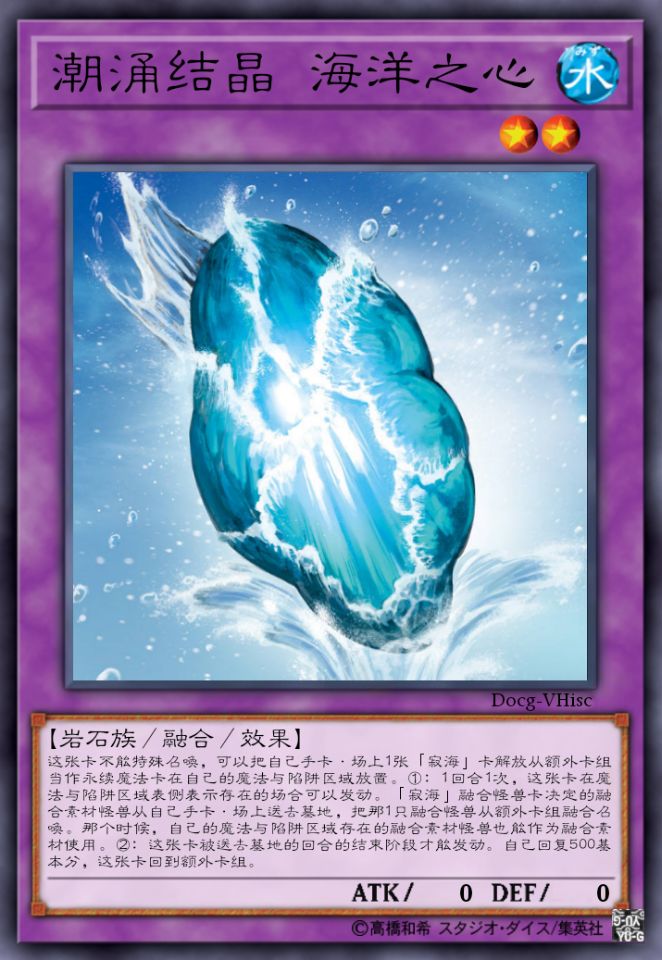 潮涌结晶 海洋之心
みず
水
Docg-VHisc
【岩石族/融合/效果】
这张卡不能特殊召唤，可以把自己手卡·场上1张「寂海」卡解放从额外卡组
当作永续魔法卡在自己的魔法与陷阱区域放置。①：1回合1次，这张卡在魔
法与陷阱区域表侧表示存在的场合可以发动。「寂海」融合怪兽卡决定的融
合素材怪兽从自己手卡·场上送去墓地，把那1只融合怪兽从额外卡组融合召
唤。那个时候，自己的魔法与陷阱区域存在的融合素材怪兽也能作为融合素
材使用。②：这张卡被送去墓地的回合的结束阶段才能发动。自己回复500基
本分，这张卡回到额外卡组。
ATK/ 0 DEF/ 0
©高橋和希 スタジオ·ダイス/集英社